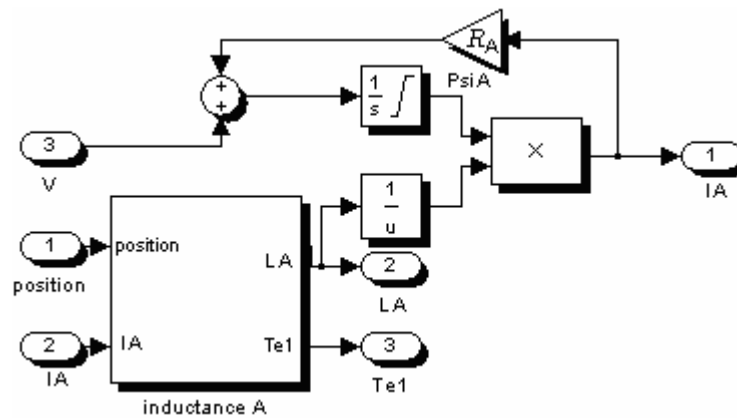 R_A
PsiA
+
+
1
s
3
V
×
1
IA
1
u
1
position
position
LA
2
LA
2
IA
IA
Te1
3
Te1
inductance A